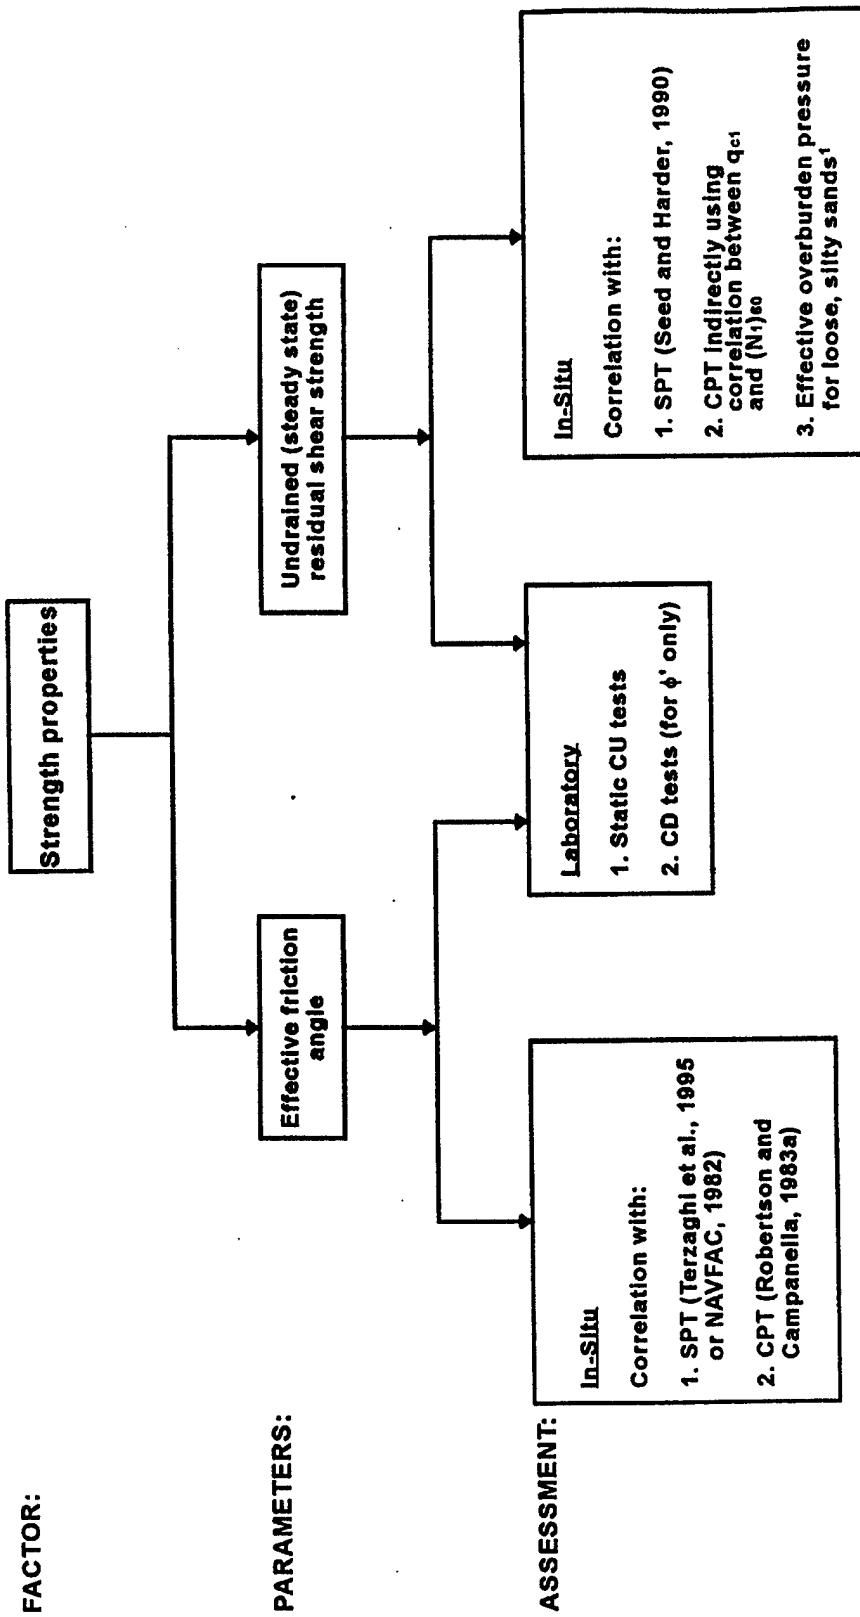 FACTOR:
Strength properties
PARAMETERS:
Effective friction
angle
Undrained (steady state)
residual shear strength
ASSESSMENT:
In-Situ
Correlation with:
1. SPT (Terzaghi et al., 1995
or NAVFAC, 1982)
2. CPT (Robertson and
Campanella, 1983a)
Laboratory
1. Static CU tests
2. CD tests (for ϕ' only)
In-Situ
Correlation with:
1. SPT (Seed and Harder, 1990)
2. CPT indirectly using
correlation between qc1
and (N1)60
3. Effective overburden pressure
for loose, silty sands¹